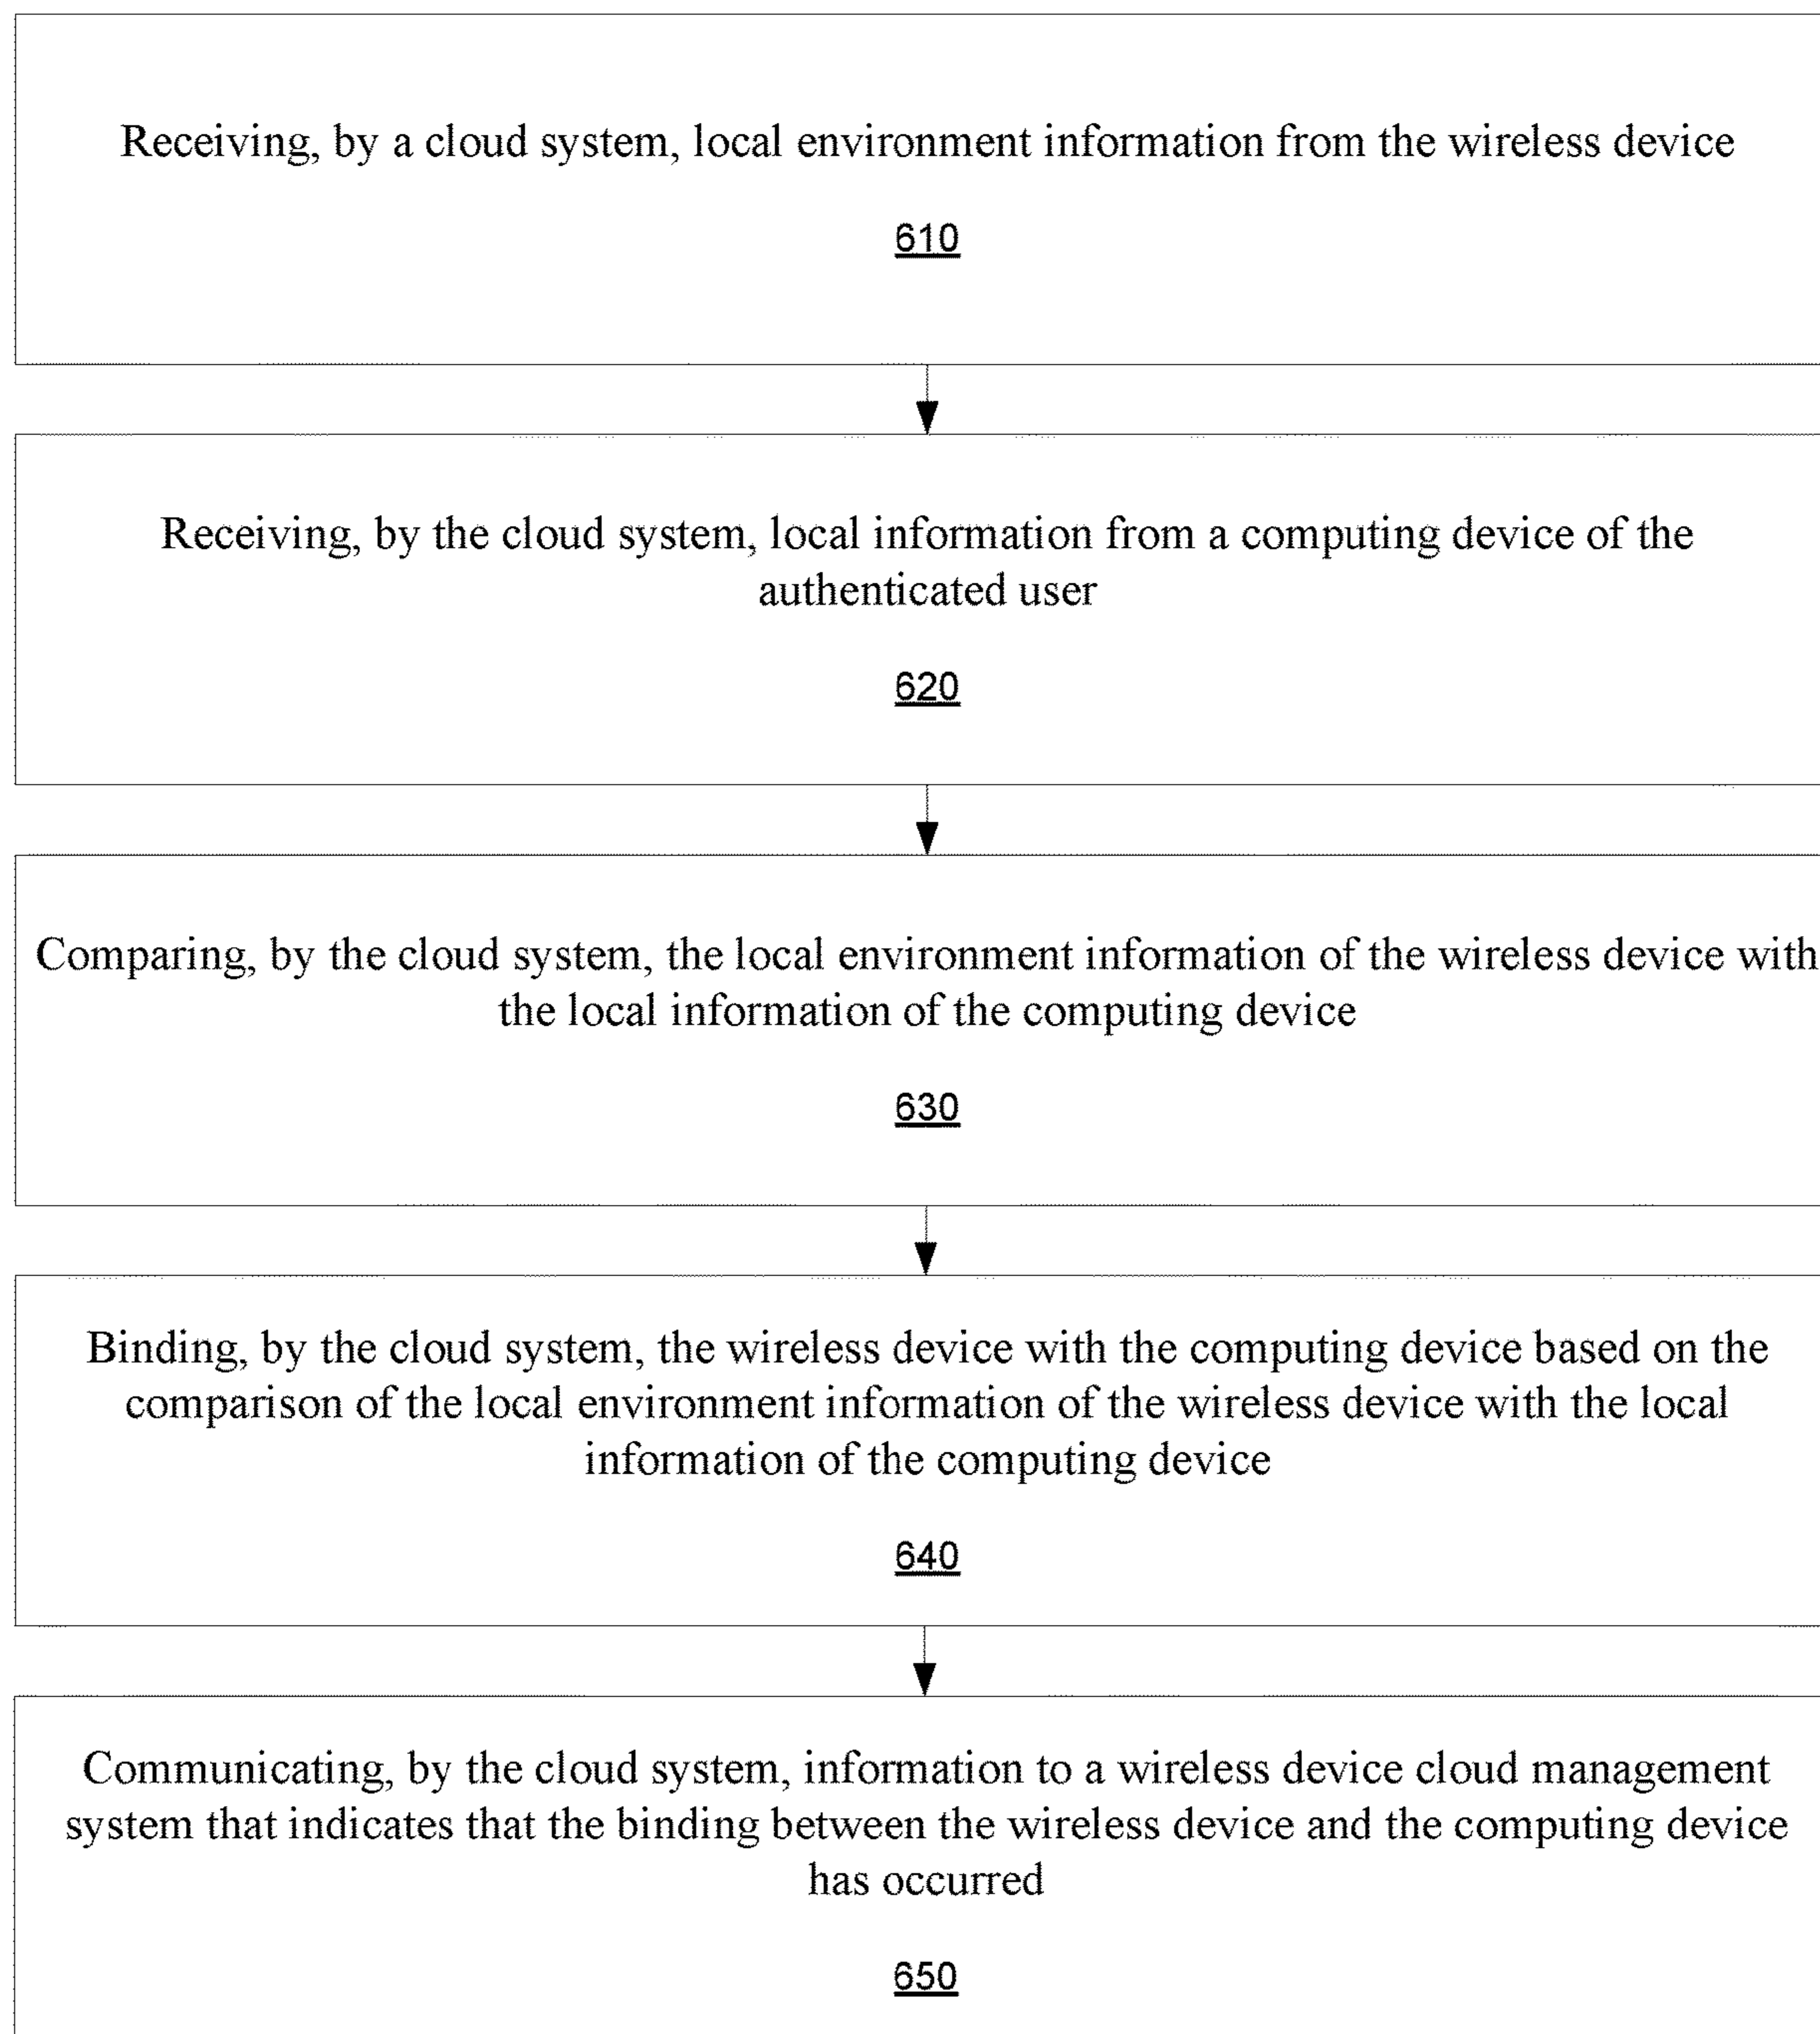 Receiving, by a cloud system, local environment information from the wireless device
610
Receiving, by the cloud system, local information from a computing device of the
authenticated user
620
Comparing, by the cloud system, the local environment information of the wireless device with
the local information of the computing device
630
Binding, by the cloud system, the wireless device with the computing device based on the
comparison of the local environment information of the wireless device with the local
information of the computing device
640
Communicating, by the cloud system, information to a wireless device cloud management
system that indicates that the binding between the wireless device and the computing device
has occurred
650